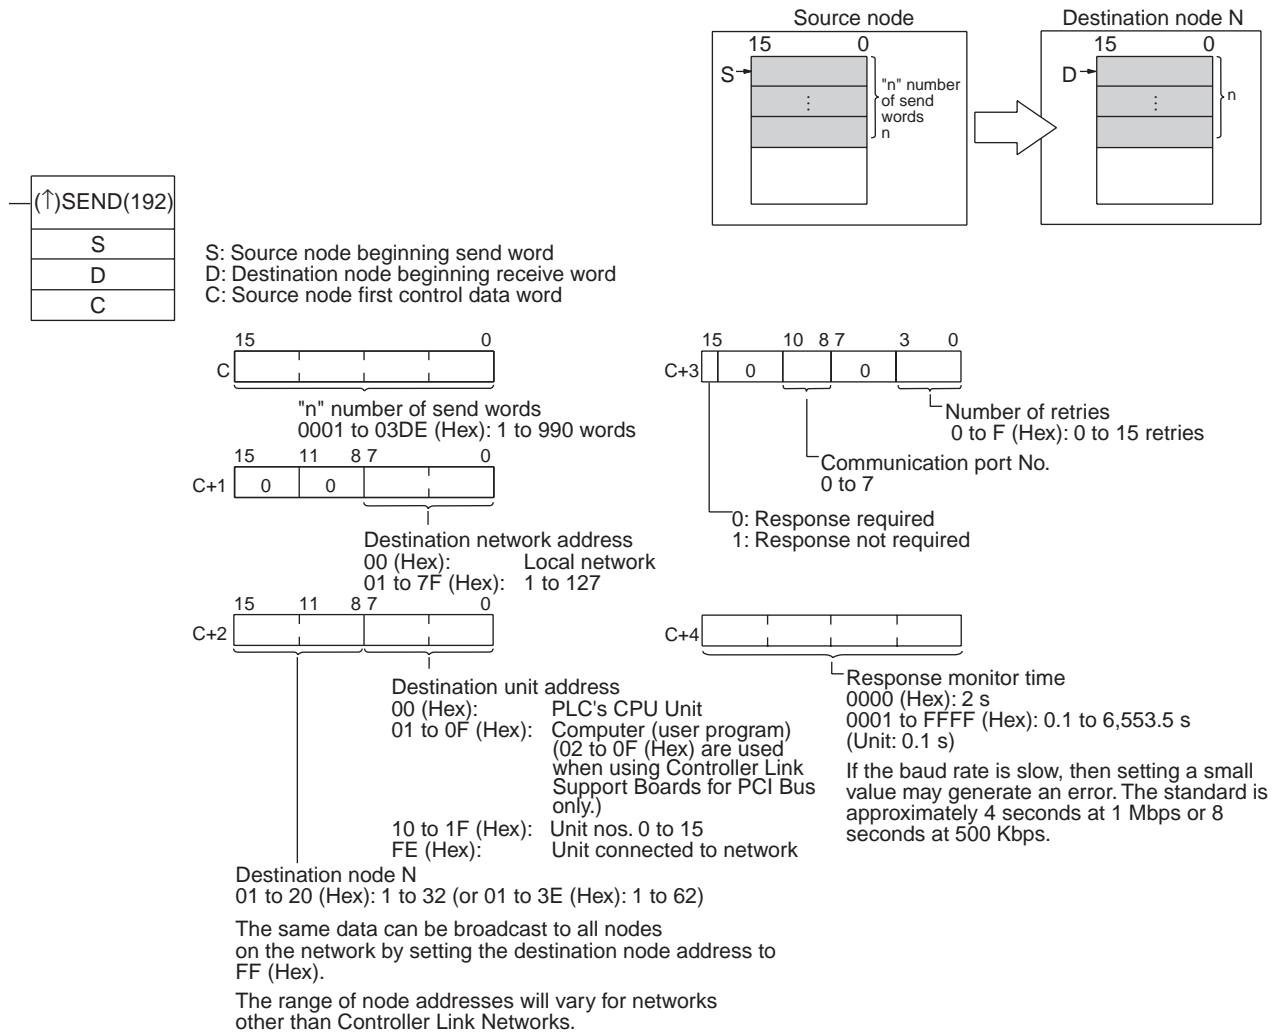 Source node
Destination node N
15 0
15 0
S
"n" number
of send
words
n
⋮
D
n
⋮
(↑)SEND(192)
S
D
C
S: Source node beginning send word
D: Destination node beginning receive word
C: Source node first control data word
15 0
C
"n" number of send words
0001 to 03DE (Hex): 1 to 990 words
15 11 8 7 0
C+1 0 0
Destination network address
00 (Hex): Local network
01 to 7F (Hex): 1 to 127
15 11 8 7 0
C+2
Destination unit address
00 (Hex): PLC's CPU Unit
01 to 0F (Hex): Computer (user program)
(02 to 0F (Hex) are used
when using Controller Link
Support Boards for PCI Bus
only.)
10 to 1F (Hex): Unit nos. 0 to 15
FE (Hex): Unit connected to network
Destination node N
01 to 20 (Hex): 1 to 32 (or 01 to 3E (Hex): 1 to 62)
The same data can be broadcast to all nodes
on the network by setting the destination node address to
FF (Hex).
The range of node addresses will vary for networks
other than Controller Link Networks.
15 10 8 7 3 0
C+3 0 0
Number of retries
0 to F (Hex): 0 to 15 retries
Communication port No.
0 to 7
0: Response required
1: Response not required
C+4
Response monitor time
0000 (Hex): 2 s
0001 to FFFF (Hex): 0.1 to 6,553.5 s
(Unit: 0.1 s)
If the baud rate is slow, then setting a small
value may generate an error. The standard is
approximately 4 seconds at 1 Mbps or 8
seconds at 500 Kbps.